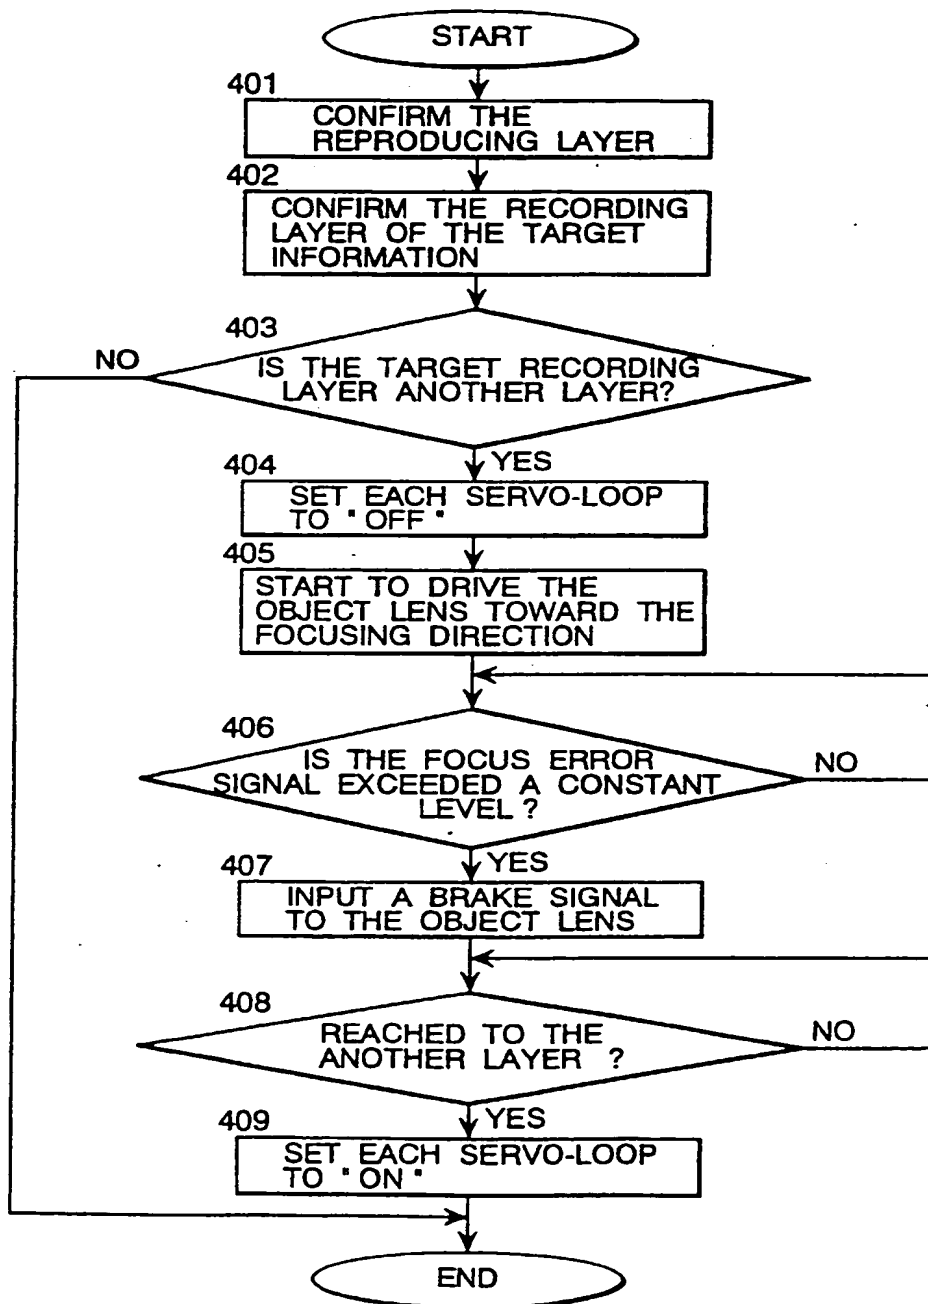 START
401
CONFIRM THE
REPRODUCING LAYER
402
CONFIRM THE RECORDING
LAYER OF THE TARGET
INFORMATION
403
NO
IS THE TARGET RECORDING
LAYER ANOTHER LAYER?
YES
404
SET EACH SERVO-LOOP
TO "OFF"
405
START TO DRIVE THE
OBJECT LENS TOWARD THE
FOCUSING DIRECTION
406
IS THE FOCUS ERROR
SIGNAL EXCEEDED A CONSTANT
LEVEL ?
NO
YES
407
INPUT A BRAKE SIGNAL
TO THE OBJECT LENS
408
REACHED TO THE
ANOTHER LAYER ?
NO
YES
409
SET EACH SERVO-LOOP
TO "ON"
END